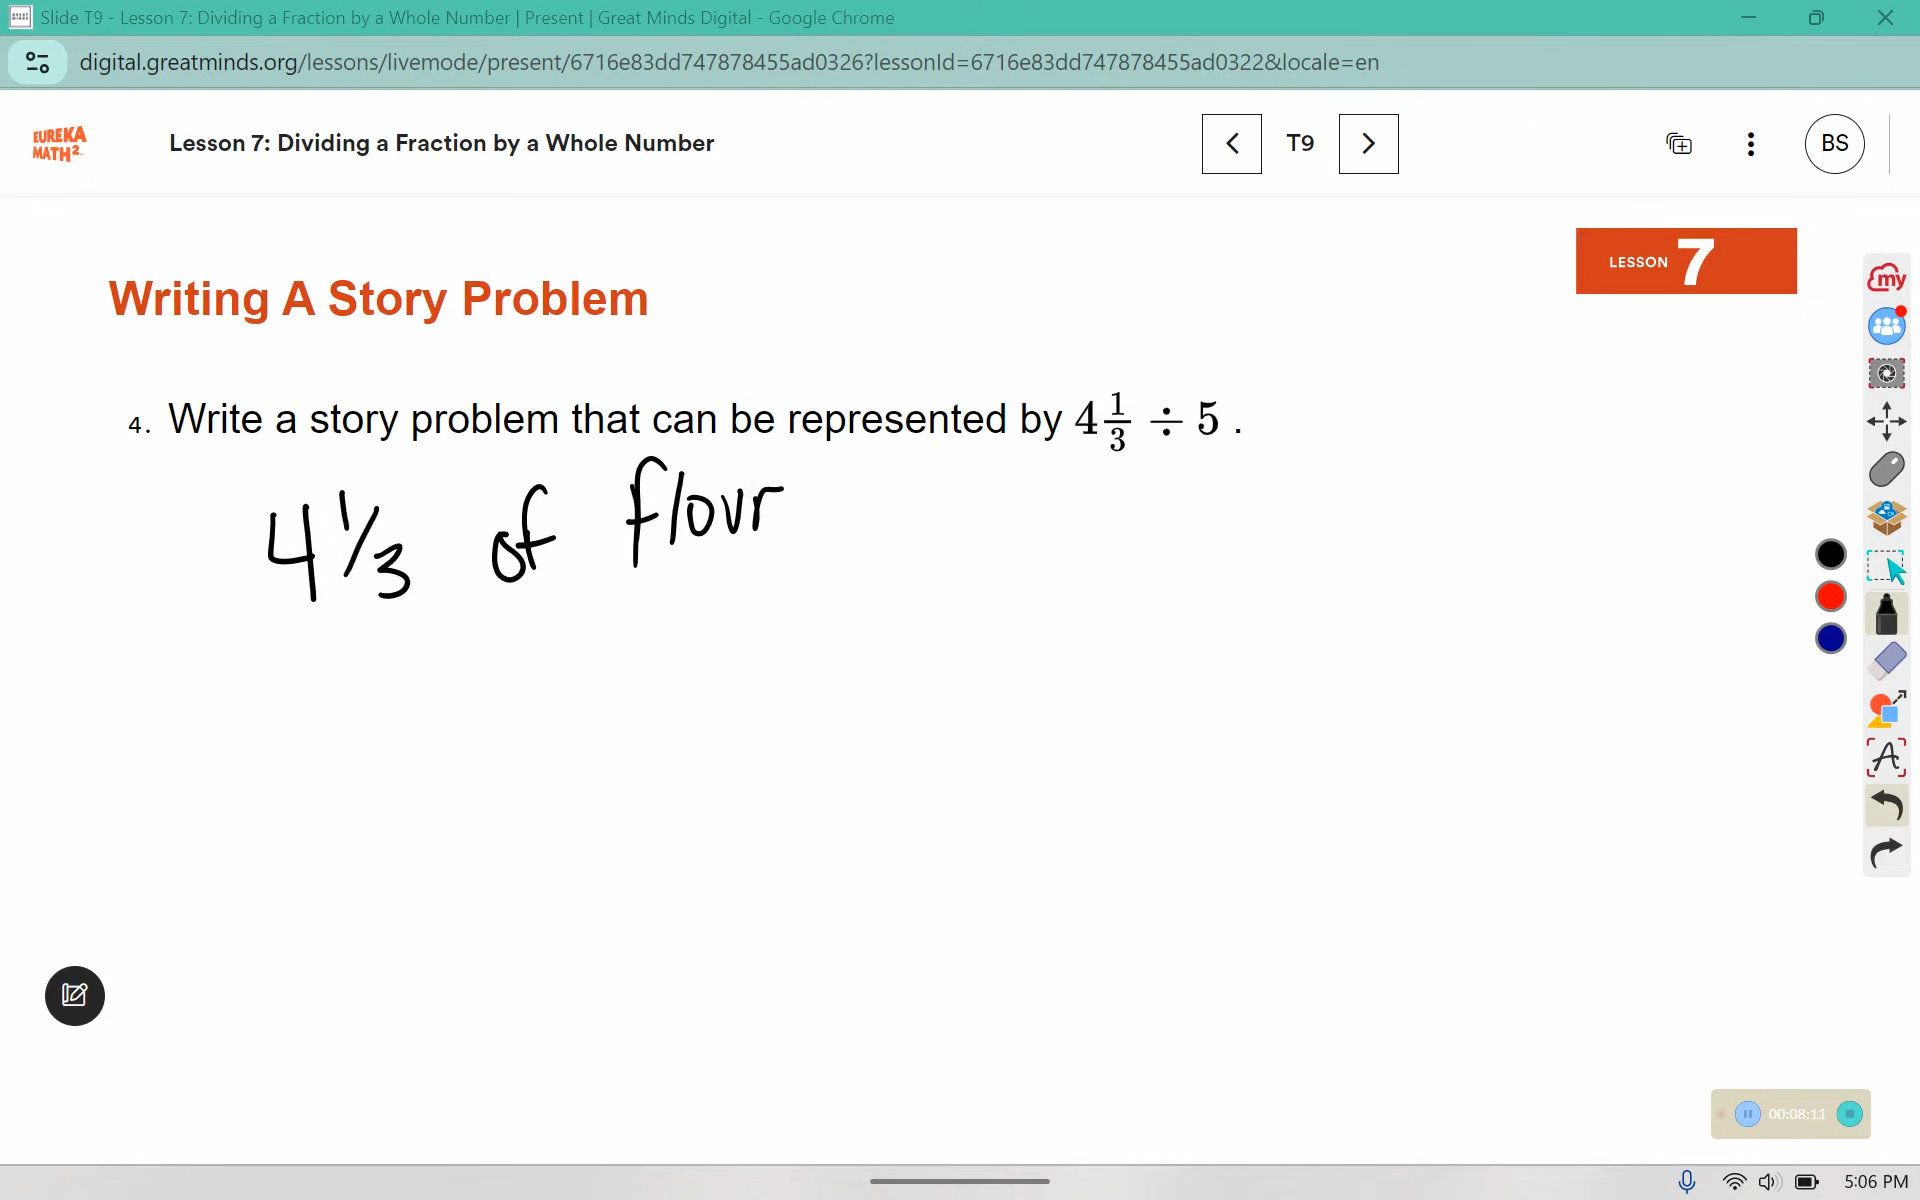 Slide T9 - Lesson 7: Dividing a Fraction by a Whole Number | Present | Great Minds Digital - Google Chrome
digital.greatminds.org/lessons/livemode/present/6716e83dd747878455ad0326?lessonId=6716e83dd747878455ad0322&locale=en
EUREKA
MATH²
Lesson 7: Dividing a Fraction by a Whole Number
T9
BS
LESSON 7
my
Writing A Story Problem
4. Write a story problem that can be represented by 4 1/3 ÷ 5 .
4 1/3 of flour
A
00:08:11
5:06 PM